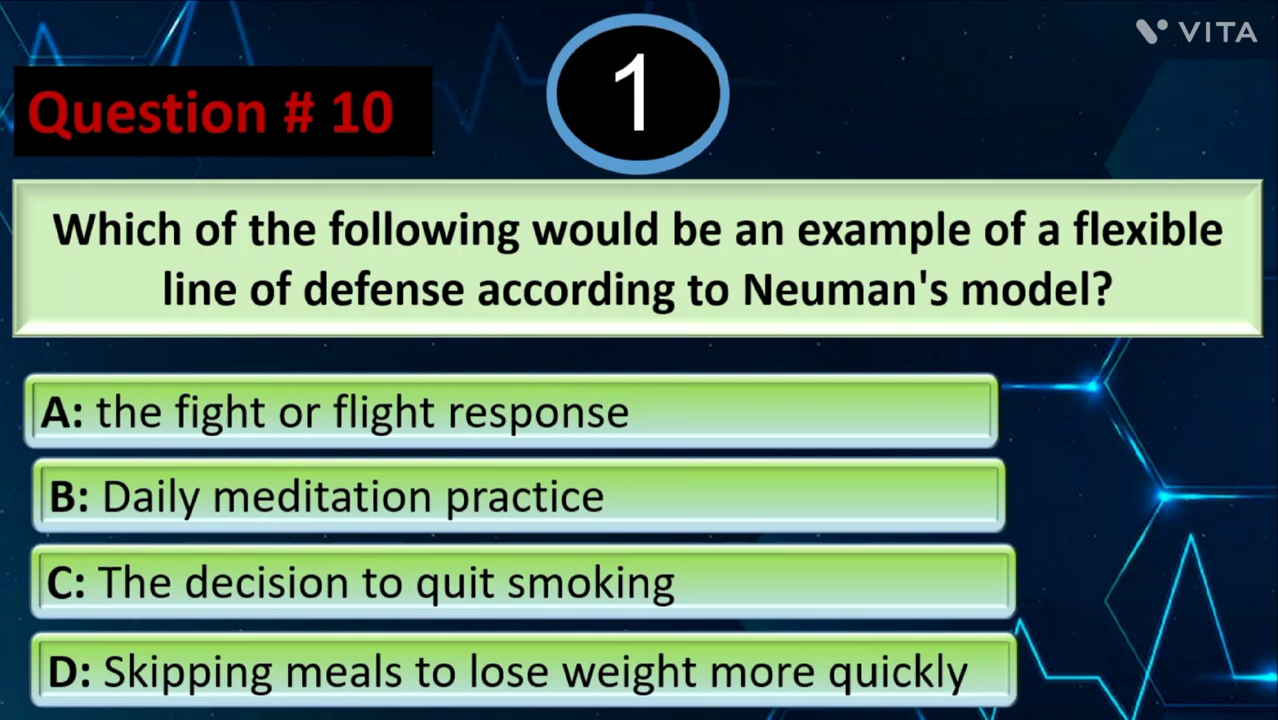 VITA
Question # 10
1
Which of the following would be an example of a flexible
line of defense according to Neuman's model?
A: the fight or flight response
B: Daily meditation practice
C: The decision to quit smoking
D: Skipping meals to lose weight more quickly